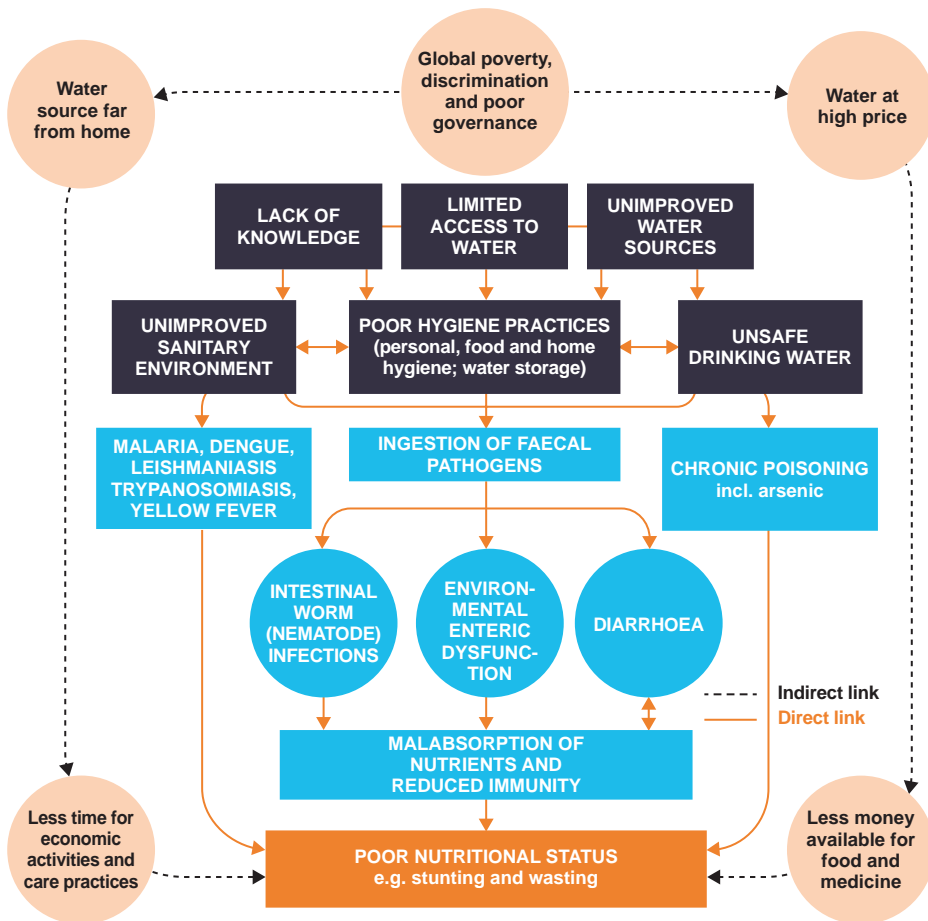 Global poverty,
discrimination
and poor
governance
Water
source far
from home
Water at
high price
LACK OF
KNOWLEDGE
LIMITED
ACCESS TO
WATER
UNIMPROVED
WATER
SOURCES
UNIMPROVED
SANITARY
ENVIRONMENT
POOR HYGIENE PRACTICES
(personal, food and home
hygiene; water storage)
UNSAFE
DRINKING WATER
MALARIA, DENGUE,
LEISHMANIASIS
TRYPANOSOMIASIS,
YELLOW FEVER
INGESTION OF FAECAL
PATHOGENS
CHRONIC POISONING
incl. arsenic
INTESTINAL
WORM
(NEMATODE)
INFECTIONS
ENVIRON-
MENTAL
ENTERIC
DYSFUNC-
TION
DIARRHOEA
Indirect link
Direct link
MALABSORPTION OF
NUTRIENTS AND
REDUCED IMMUNITY
Less time for
economic
activities and
care practices
POOR NUTRITIONAL STATUS
e.g. stunting and wasting
Less money
available for
food and
medicine